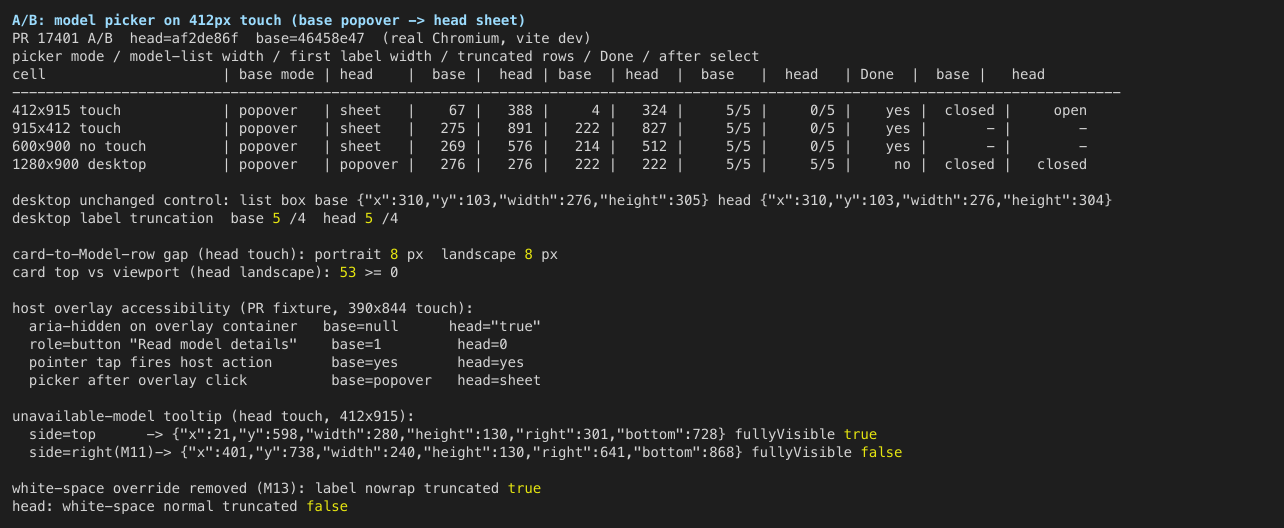 A/B: model picker on 412px touch (base popover -> head sheet)
PR 17401 A/B  head=af2de86f  base=46458e47  (real Chromium, vite dev)
picker mode / model-list width / first label width / truncated rows / Done / after select
cell                     | base mode | head    |  base |  head | base  | head  |  base   |  head   | Done  |  base |   head
────────────────────────────────────────────────────────────────────────────────────────────────────────────────────────────────────
412x915 touch            | popover   | sheet   |    67 |   388 |     4 |   324 |     5/5 |     0/5 |    yes |  closed |     open
915x412 touch            | popover   | sheet   |   275 |   891 |   222 |   827 |     5/5 |     0/5 |    yes |       – |        –
600x900 no touch         | popover   | sheet   |   269 |   576 |   214 |   512 |     5/5 |     0/5 |    yes |       – |        –
1280x900 desktop         | popover   | popover |   276 |   276 |   222 |   222 |     5/5 |     5/5 |     no |  closed |   closed
desktop unchanged control: list box base {"x":310,"y":103,"width":276,"height":305} head {"x":310,"y":103,"width":276,"height":304}
desktop label truncation  base 5 /4  head 5 /4
card-to-Model-row gap (head touch): portrait 8 px  landscape 8 px
card top vs viewport (head landscape): 53 >= 0
host overlay accessibility (PR fixture, 390x844 touch):
  aria-hidden on overlay container   base=null      head="true"
  role=button "Read model details"    base=1         head=0
  pointer tap fires host action       base=yes       head=yes
  picker after overlay click          base=popover   head=sheet
unavailable-model tooltip (head touch, 412x915):
  side=top      -> {"x":21,"y":598,"width":280,"height":130,"right":301,"bottom":728} fullyVisible true
  side=right(M11)-> {"x":401,"y":738,"width":240,"height":130,"right":641,"bottom":868} fullyVisible false
white-space override removed (M13): label nowrap truncated true
head: white-space normal truncated false